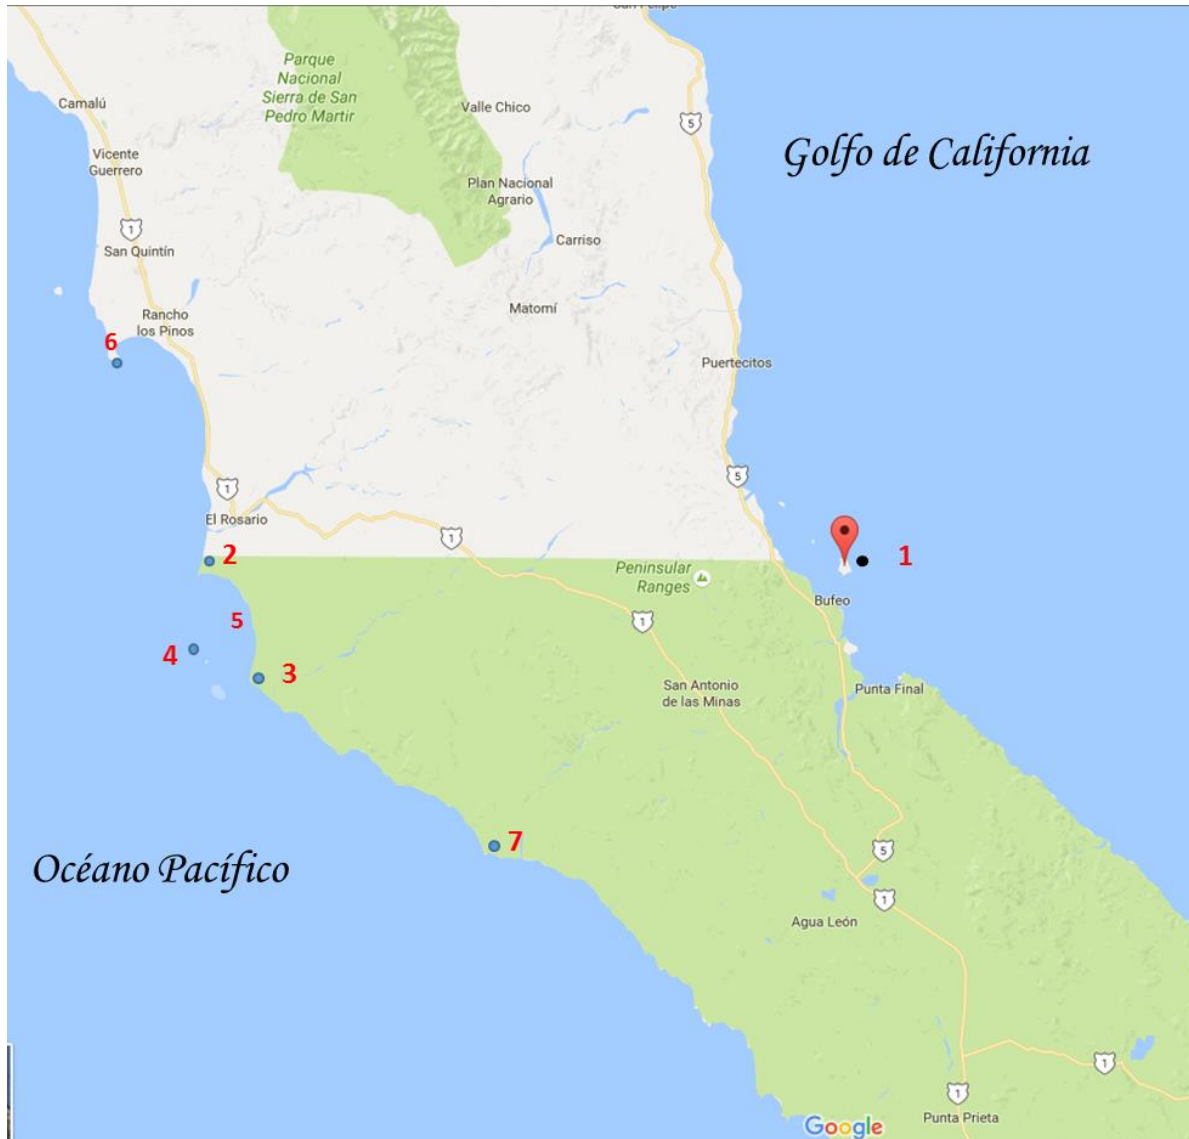 San Felipe
Parque
Nacional
Sierra de San
Pedro Martir
Camalú
Valle Chico
5
Golfo de California
Vicente
Guerrero
Plan Nacional
Agrario
1
San Quintín
Carriso
Matomí
Rancho
los Pinos
6
Puertecitos
5
1
El Rosario
1
2
1
Peninsular
Ranges
Bufeo
5
1
4
3
San Antonio
de las Minas
Punta Final
7
Océano Pacífico
5
1
Agua León
1
1
Punta Prieta
Google